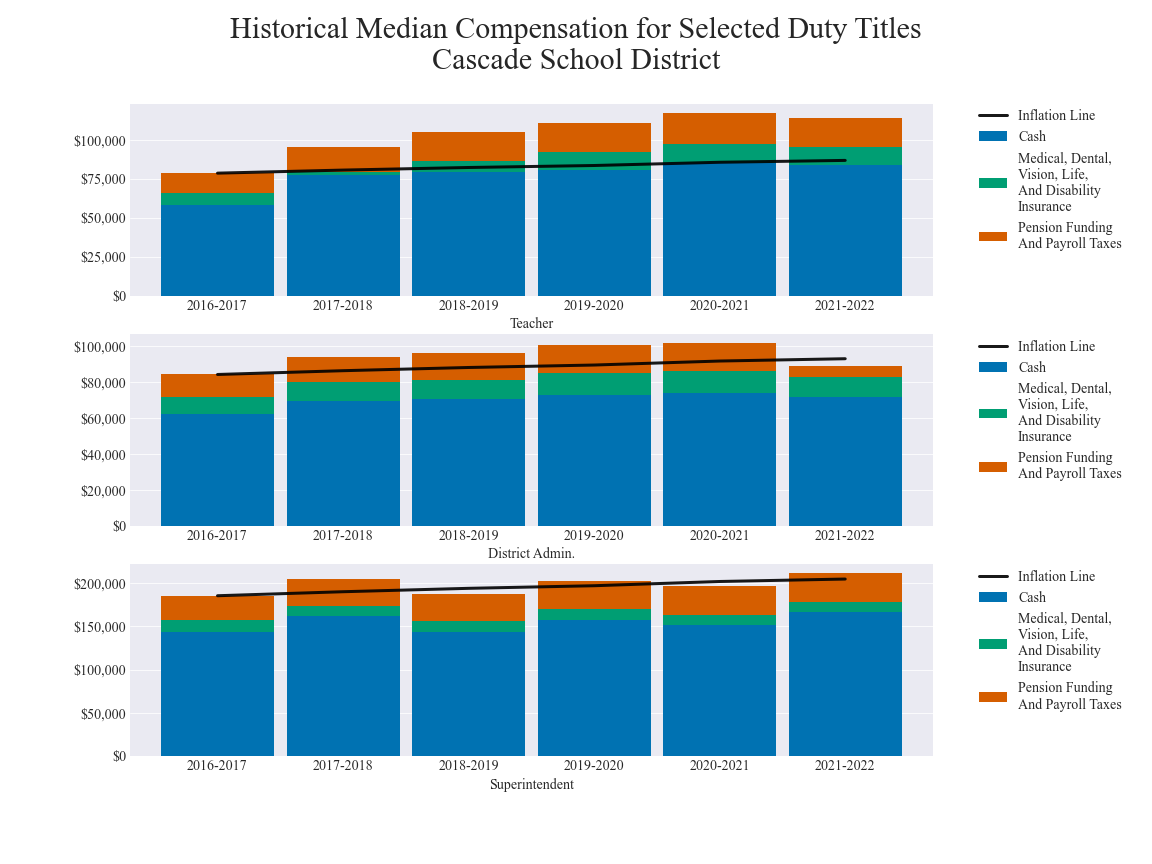 Historical Median Compensation for Selected Duty Titles
Cascade School District
$100,000
$75,000
$50,000
$25,000
$0
2016-2017 2017-2018 2018-2019 2019-2020 2020-2021 2021-2022
Teacher
Inflation Line
Cash
Medical, Dental,
Vision, Life,
And Disability
Insurance
Pension Funding
And Payroll Taxes
$100,000
$80,000
$60,000
$40,000
$20,000
$0
2016-2017 2017-2018 2018-2019 2019-2020 2020-2021 2021-2022
District Admin.
Inflation Line
Cash
Medical, Dental,
Vision, Life,
And Disability
Insurance
Pension Funding
And Payroll Taxes
$200,000
$150,000
$100,000
$50,000
$0
2016-2017 2017-2018 2018-2019 2019-2020 2020-2021 2021-2022
Superintendent
Inflation Line
Cash
Medical, Dental,
Vision, Life,
And Disability
Insurance
Pension Funding
And Payroll Taxes